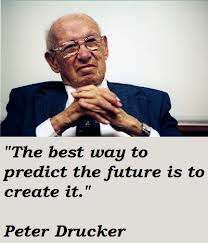 "The best way to
predict the future is to
create it."
Peter Drucker